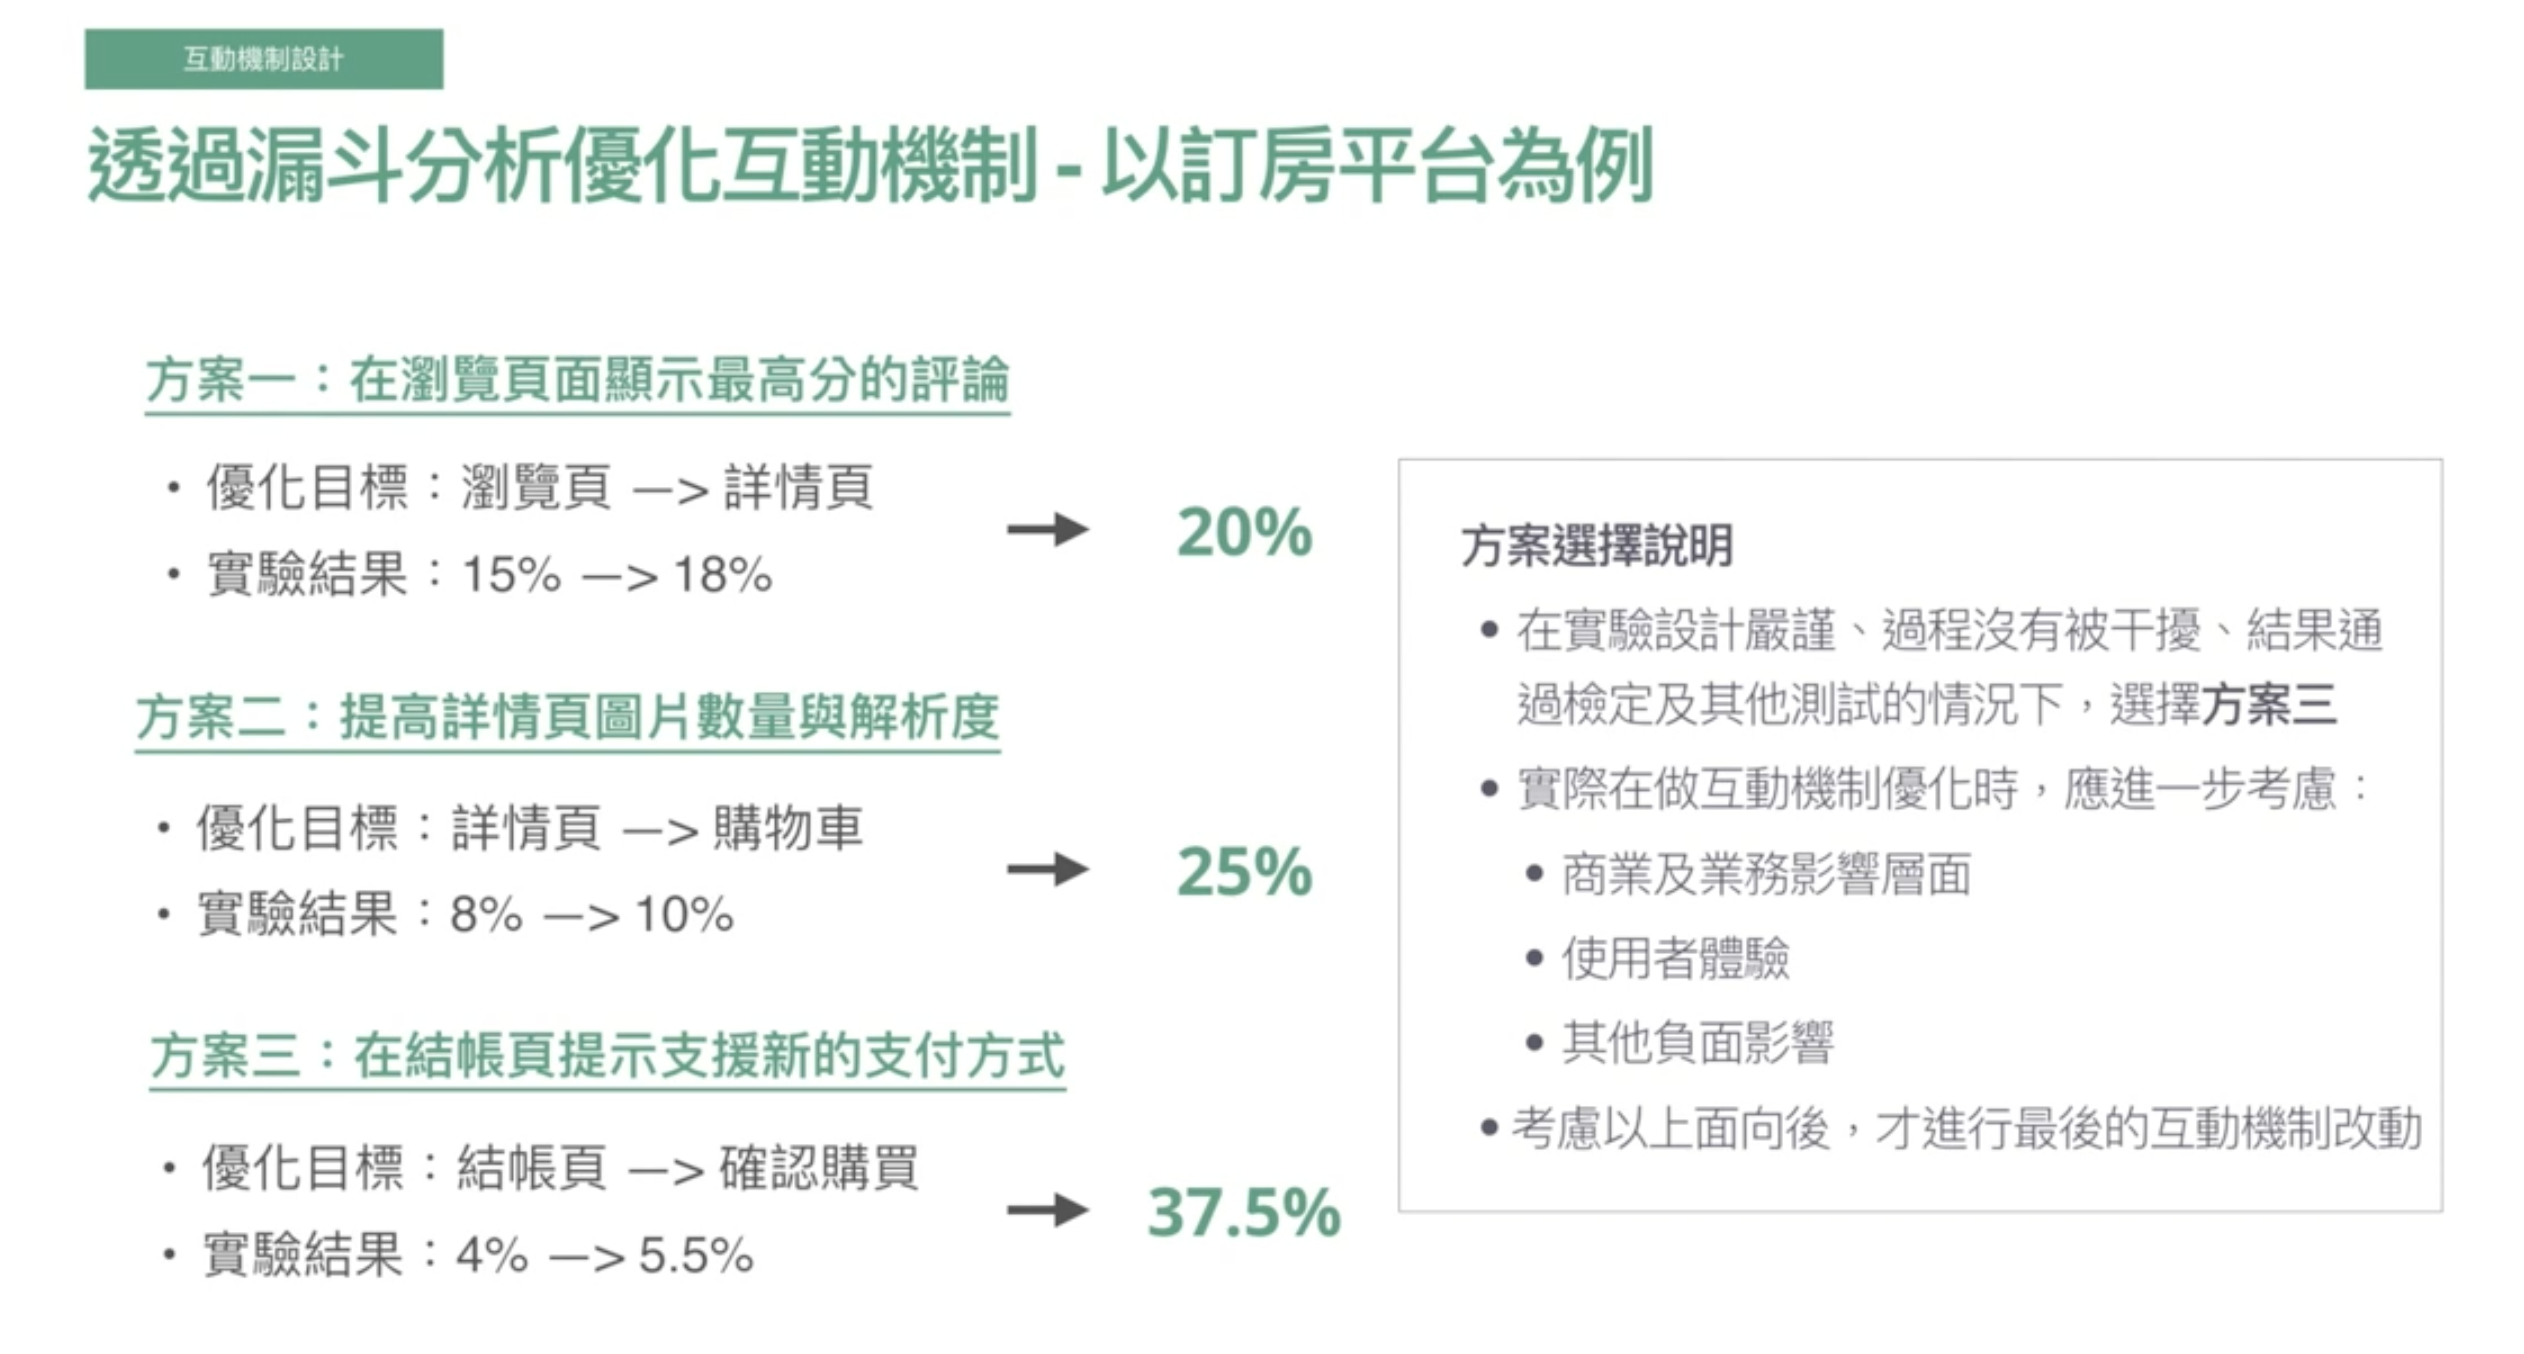 互動機制設計
透過漏斗分析優化互動機制 - 以訂房平台為例
方案一：在瀏覽頁面顯示最高分的評論
• 優化目標：瀏覽頁 —> 詳情頁
• 實驗結果：15% —> 18%
20%
方案二：提高詳情頁圖片數量與解析度
• 優化目標：詳情頁 —> 購物車
• 實驗結果：8% —> 10%
25%
方案三：在結帳頁提示支援新的支付方式
• 優化目標：結帳頁 —> 確認購買
• 實驗結果：4% —> 5.5%
37.5%
方案選擇說明
• 在實驗設計嚴謹、過程沒有被干擾、結果通
過檢定及其他測試的情況下，選擇方案三
• 實際在做互動機制優化時，應進一步考慮：
• 商業及業務影響層面
• 使用者體驗
• 其他負面影響
• 考慮以上面向後，才進行最後的互動機制改動